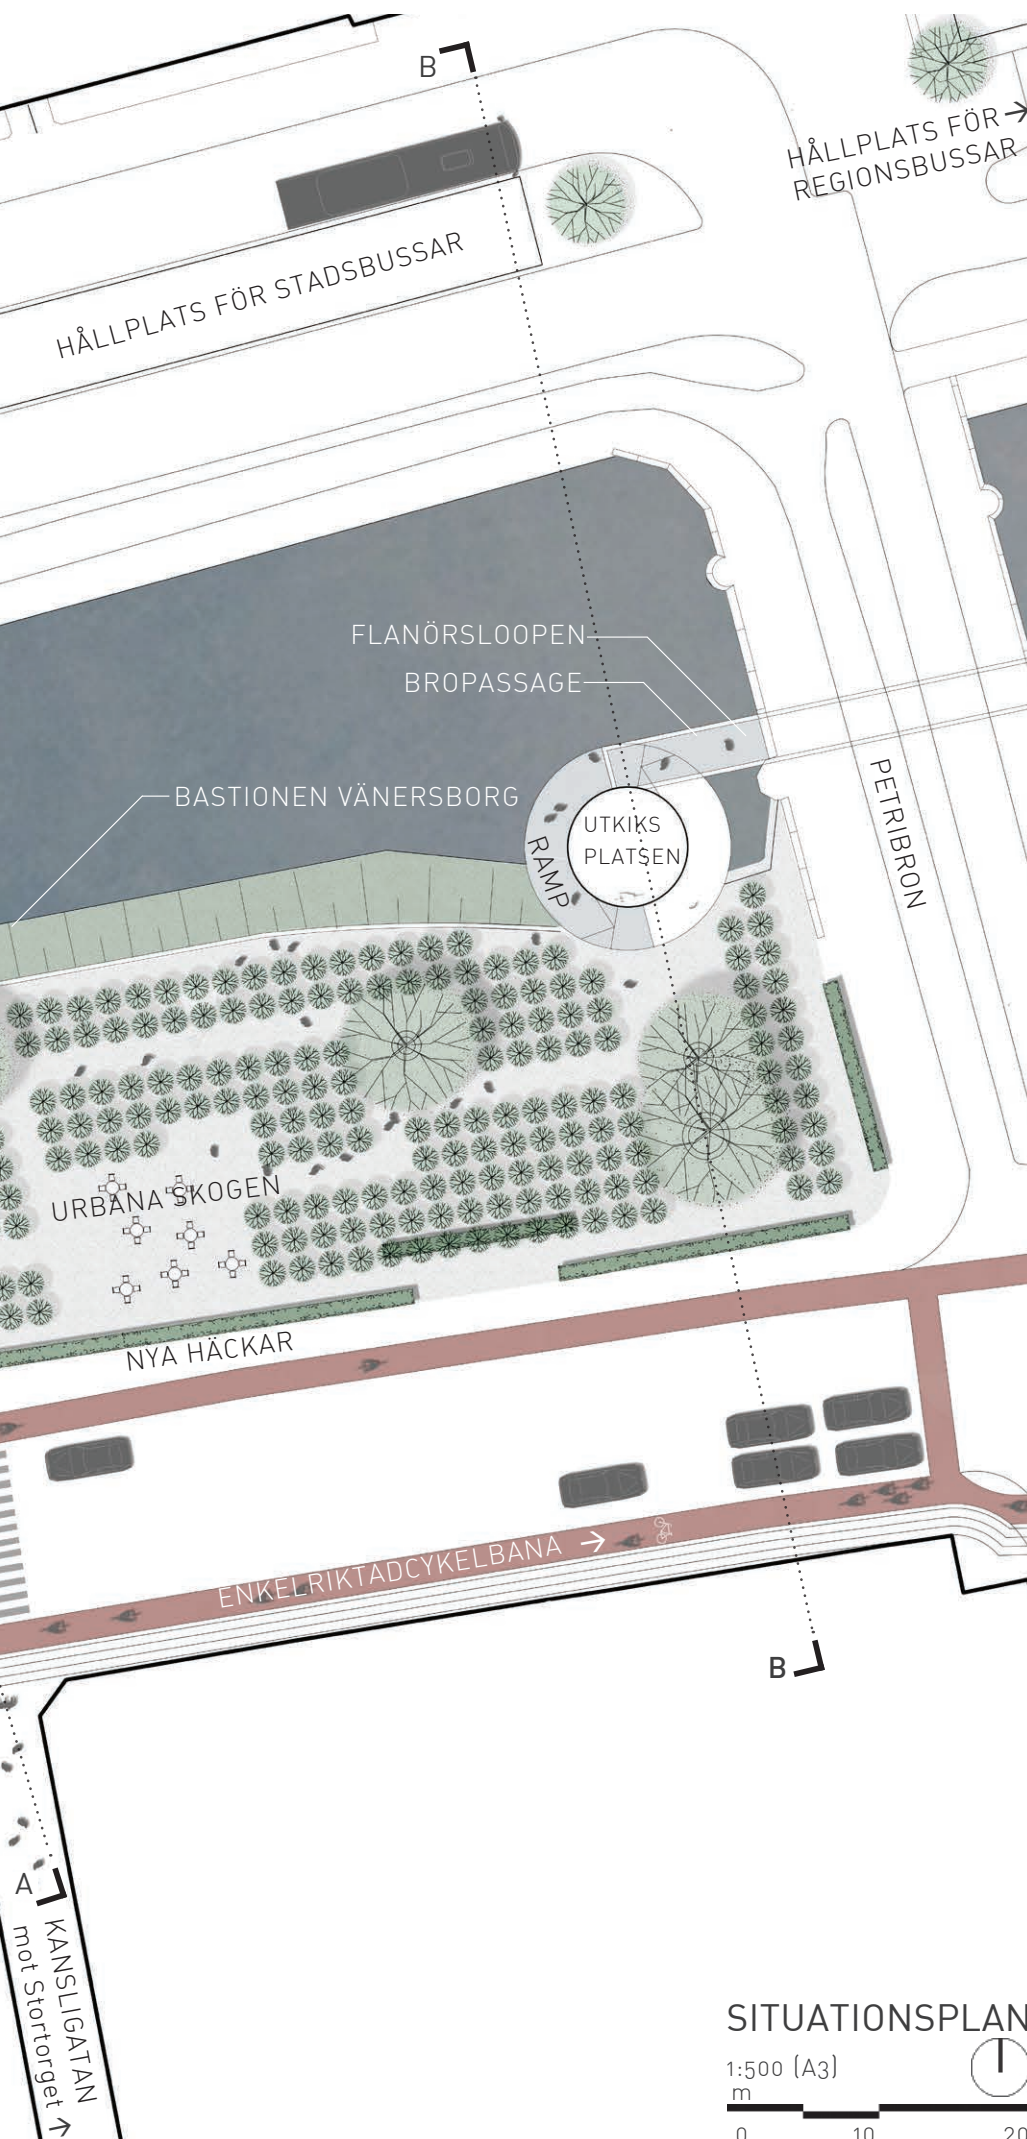 B
HÅLLPLATS FÖR →
REGIONSBUSSAR
HÅLLPLATS FÖR STADSBUSSAR
FLANÖRSLOOPEN
BROPASSAGE
BASTIONEN VÄNERSBORG
UTKIKS
PLATSEN
RAMP
PETRIBRON
URBANA SKOGEN
NYA HÄCKAR
ENKELRIKTADCYKELBANA →
B
A
KANSLIGATAN
mot Stortorget →
SITUATIONSPLAN
1:500 (A3)
m
0 10 20